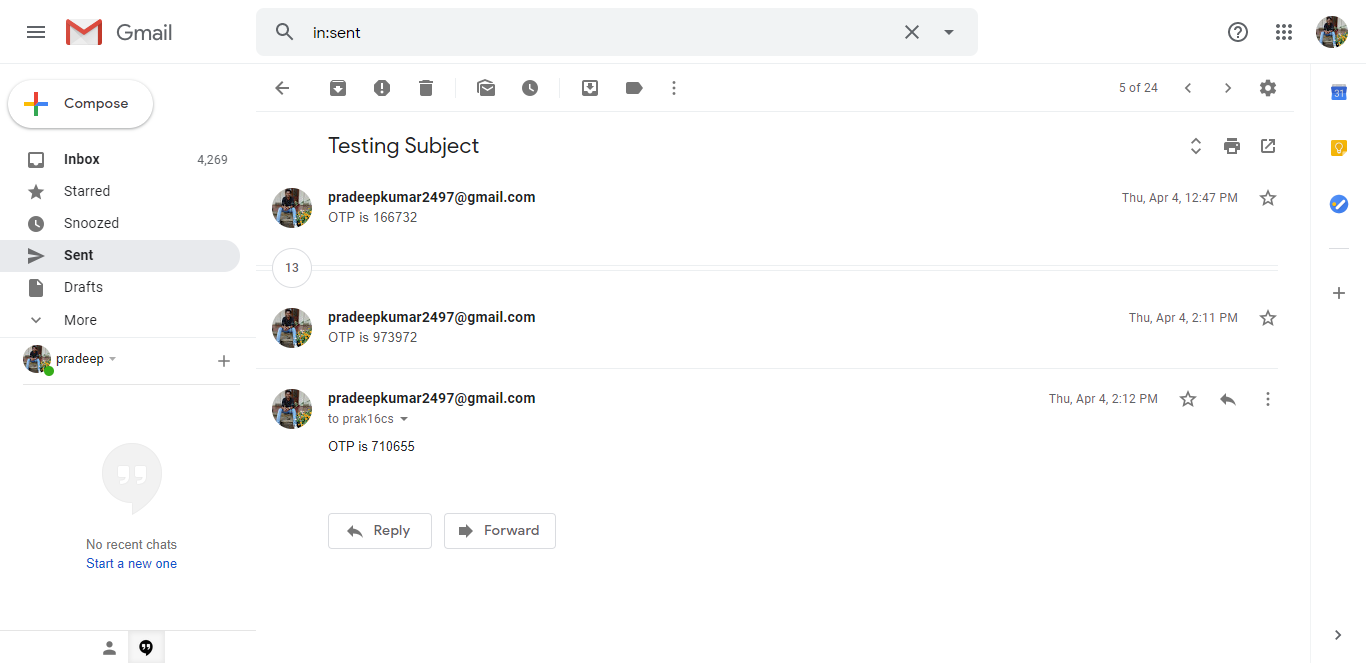 Gmail
in:sent
Compose
5 of 24
31
Inbox 4,269
Starred
Snoozed
Sent
Drafts
More
pradeep
No recent chats
Start a new one
Testing Subject
pradeepkumar2497@gmail.com Thu, Apr 4, 12:47 PM
OTP is 166732
13
pradeepkumar2497@gmail.com Thu, Apr 4, 2:11 PM
OTP is 973972
pradeepkumar2497@gmail.com Thu, Apr 4, 2:12 PM
to prak16cs
OTP is 710655
Reply Forward